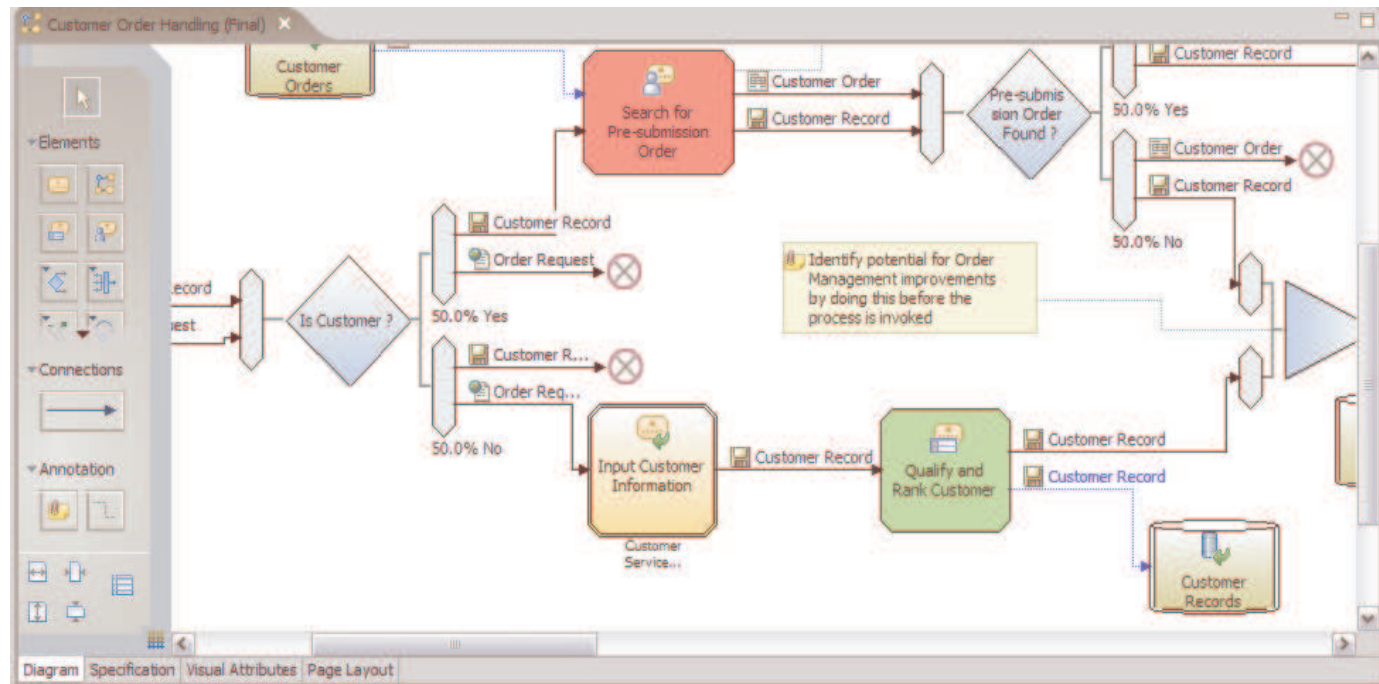 Customer Order Handling (Final)
Elements
Connections
Annotation
Customer
Orders
Search for
Pre-submission
Order
Customer Order
Customer Record
Pre-submis
sion Order
Found ?
Customer Record
50.0% Yes
Customer Order
Customer Record
50.0% No
ecord
est
Is Customer ?
Customer Record
Order Request
50.0% Yes
Customer R...
Order Req...
50.0% No
Identify potential for Order
Management improvements
by doing this before the
process is invoked
Input Customer
Information
Customer
Service...
Customer Record
Qualify and
Rank Customer
Customer Record
Customer Record
Customer
Records
Diagram
Specification
Visual Attributes
Page Layout